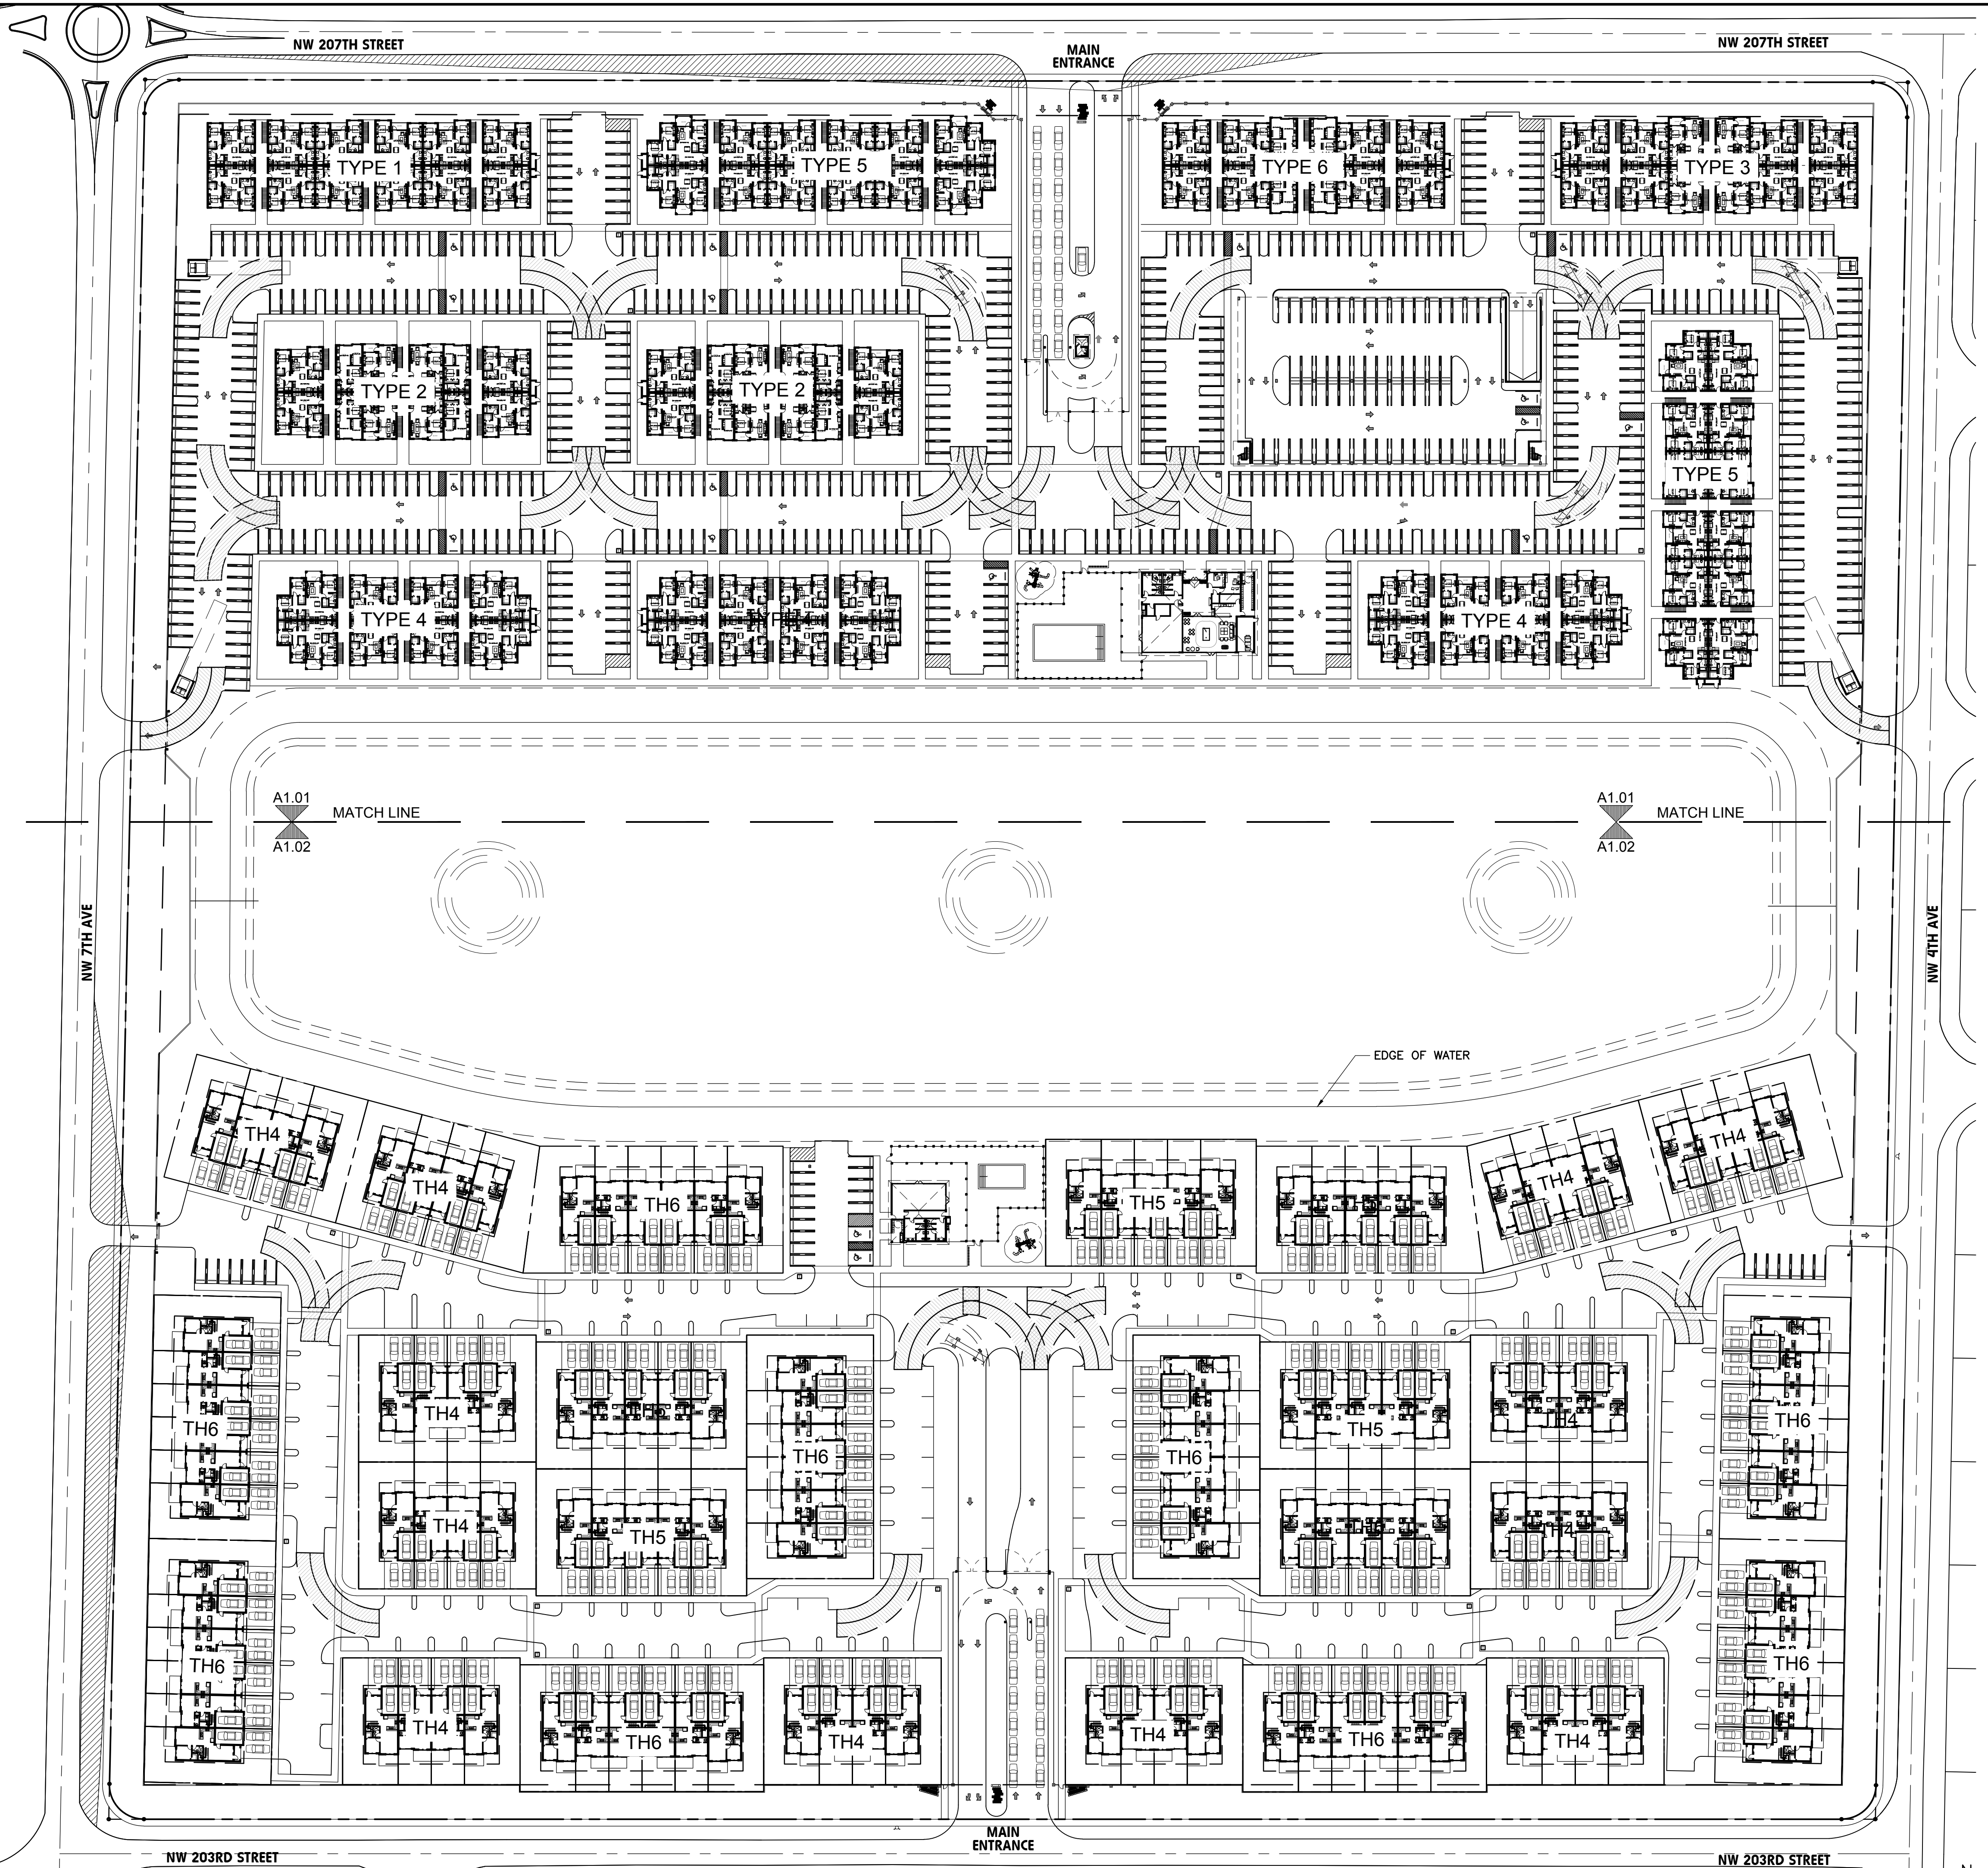 NW 207TH STREET
MAIN
ENTRANCE
NW 207TH STREET
TYPE 1
TYPE 5
TYPE 6
TYPE 3
TYPE 2
TYPE 2
TYPE 5
TYPE 4
TYPE 4
TYPE 4
A1.01
MATCH LINE
A1.02
A1.01
MATCH LINE
A1.02
NW 7TH AVE
NW 4TH AVE
EDGE OF WATER
TH4
TH4
TH6
TH5
TH4
TH4
TH6
TH4
TH6
TH6
TH5
TH4
TH6
TH4
TH5
TH4
TH6
TH6
TH4
TH6
TH4
TH4
TH6
TH4
MAIN
ENTRANCE
NW 203RD STREET
NW 203RD STREET